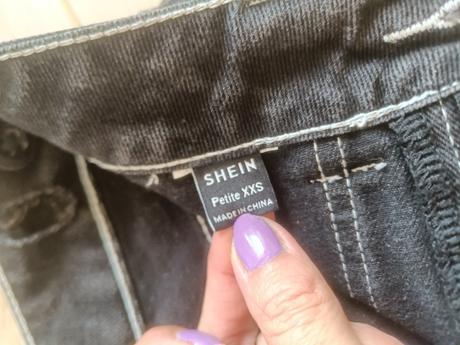 SHEIN
Petite XXS
MADE IN CHINA